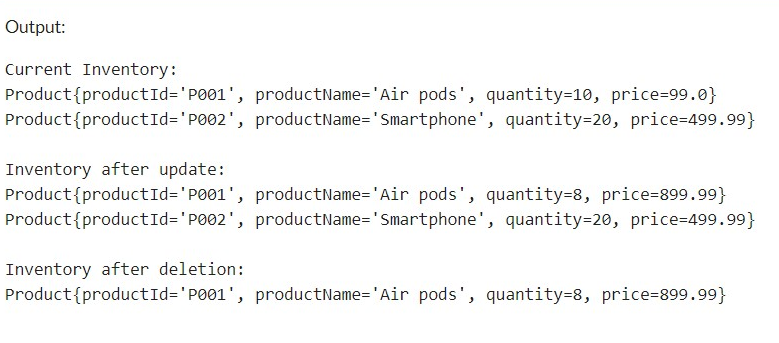 Output:
Current Inventory:
Product{productId='P001', productName='Air pods', quantity=10, price=99.0}
Product{productId='P002', productName='Smartphone', quantity=20, price=499.99}
Inventory after update:
Product{productId='P001', productName='Air pods', quantity=8, price=899.99}
Product{productId='P002', productName='Smartphone', quantity=20, price=499.99}
Inventory after deletion:
Product{productId='P001', productName='Air pods', quantity=8, price=899.99}